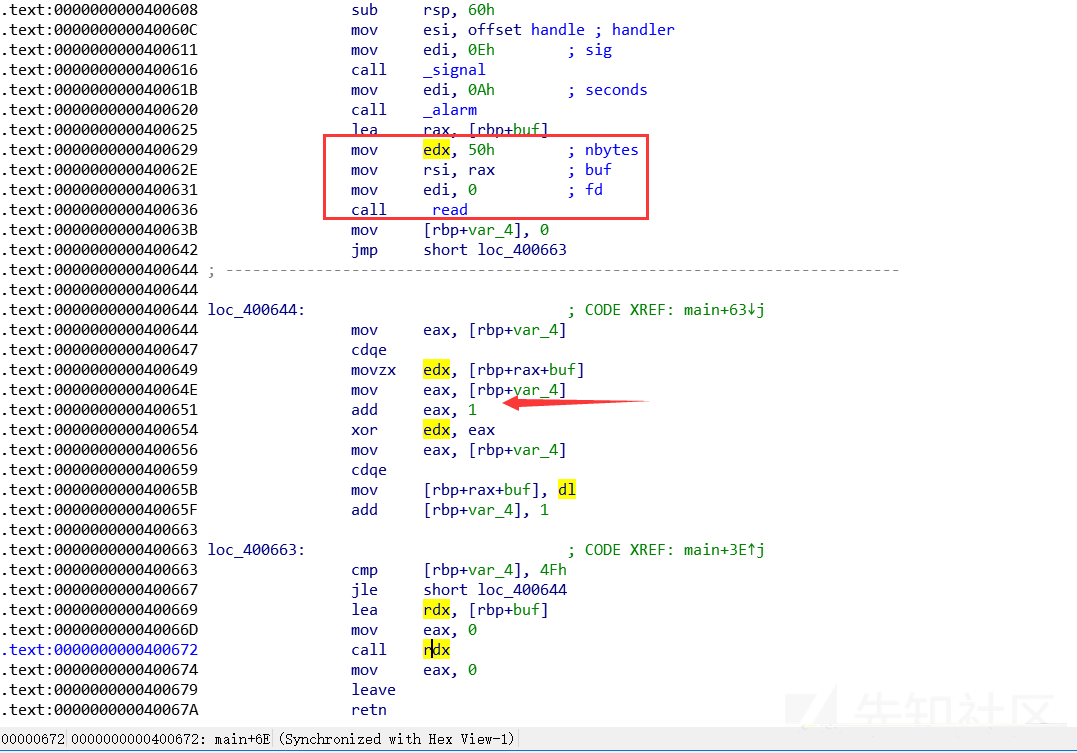 .text:0000000000400608 sub rsp, 60h
.text:000000000040060C mov esi, offset handle ; handler
.text:0000000000400611 mov edi, 0Eh ; sig
.text:0000000000400616 call _signal
.text:000000000040061B mov edi, 0Ah ; seconds
.text:0000000000400620 call _alarm
.text:0000000000400625 lea rax, [rbp+buf]
.text:0000000000400629 mov edx, 50h ; nbytes
.text:000000000040062E mov rsi, rax ; buf
.text:0000000000400631 mov edi, 0 ; fd
.text:0000000000400636 call _read
.text:000000000040063B mov [rbp+var_4], 0
.text:0000000000400642 jmp short loc_400663
.text:0000000000400644 ; ---------------------------------------------------------------------------
.text:0000000000400644
.text:0000000000400644 loc_400644: ; CODE XREF: main+63↓j
.text:0000000000400644 mov eax, [rbp+var_4]
.text:0000000000400647 cdqe
.text:0000000000400649 movzx edx, [rbp+rax+buf]
.text:000000000040064E mov eax, [rbp+var_4]
.text:0000000000400651 add eax, 1
.text:0000000000400654 xor edx, eax
.text:0000000000400656 mov eax, [rbp+var_4]
.text:0000000000400659 cdqe
.text:000000000040065B mov [rbp+rax+buf], dl
.text:000000000040065F add [rbp+var_4], 1
.text:0000000000400663
.text:0000000000400663 loc_400663: ; CODE XREF: main+3E↑j
.text:0000000000400663 cmp [rbp+var_4], 4Fh
.text:0000000000400667 jle short loc_400644
.text:0000000000400669 lea rdx, [rbp+buf]
.text:000000000040066D mov eax, 0
.text:0000000000400672 call rdx
.text:0000000000400674 mov eax, 0
.text:0000000000400679 leave
.text:000000000040067A retn
先知社区
00000672 0000000000400672: main+6E (Synchronized with Hex View-1)